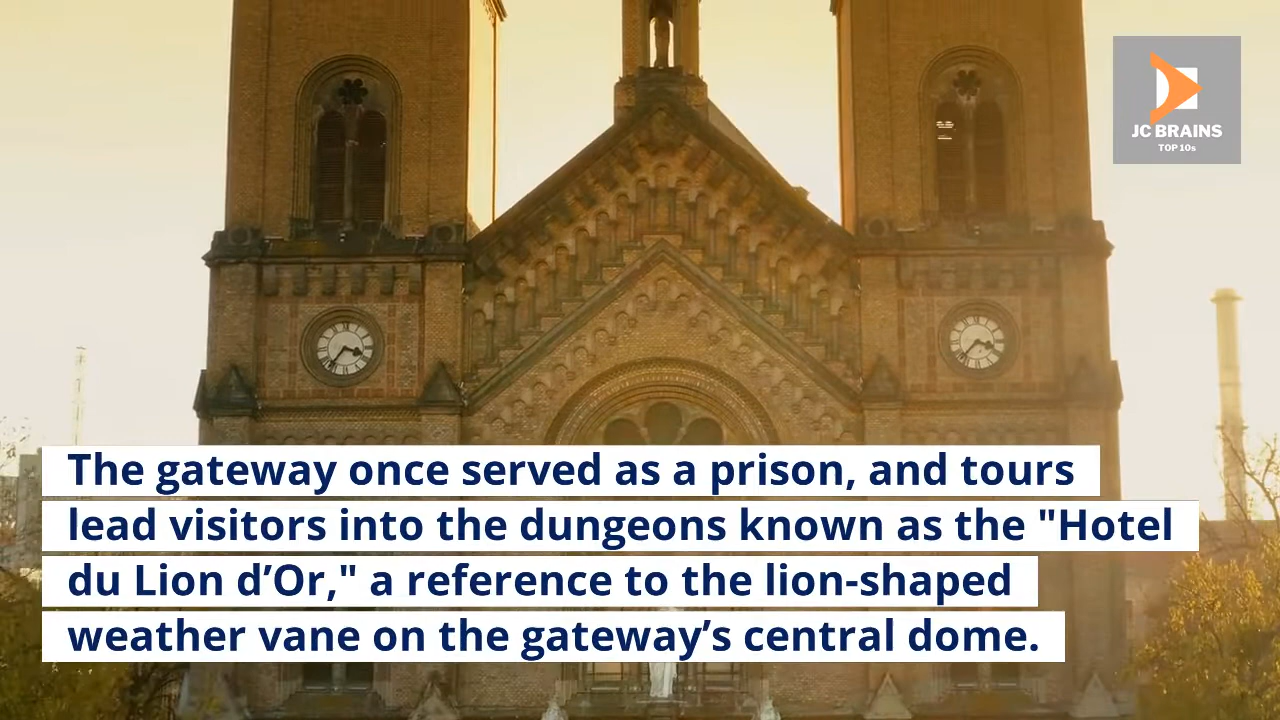 JC BRAINS
TOP 10s
The gateway once served as a prison, and tours
lead visitors into the dungeons known as the "Hotel
du Lion d’Or," a reference to the lion-shaped
weather vane on the gateway’s central dome.